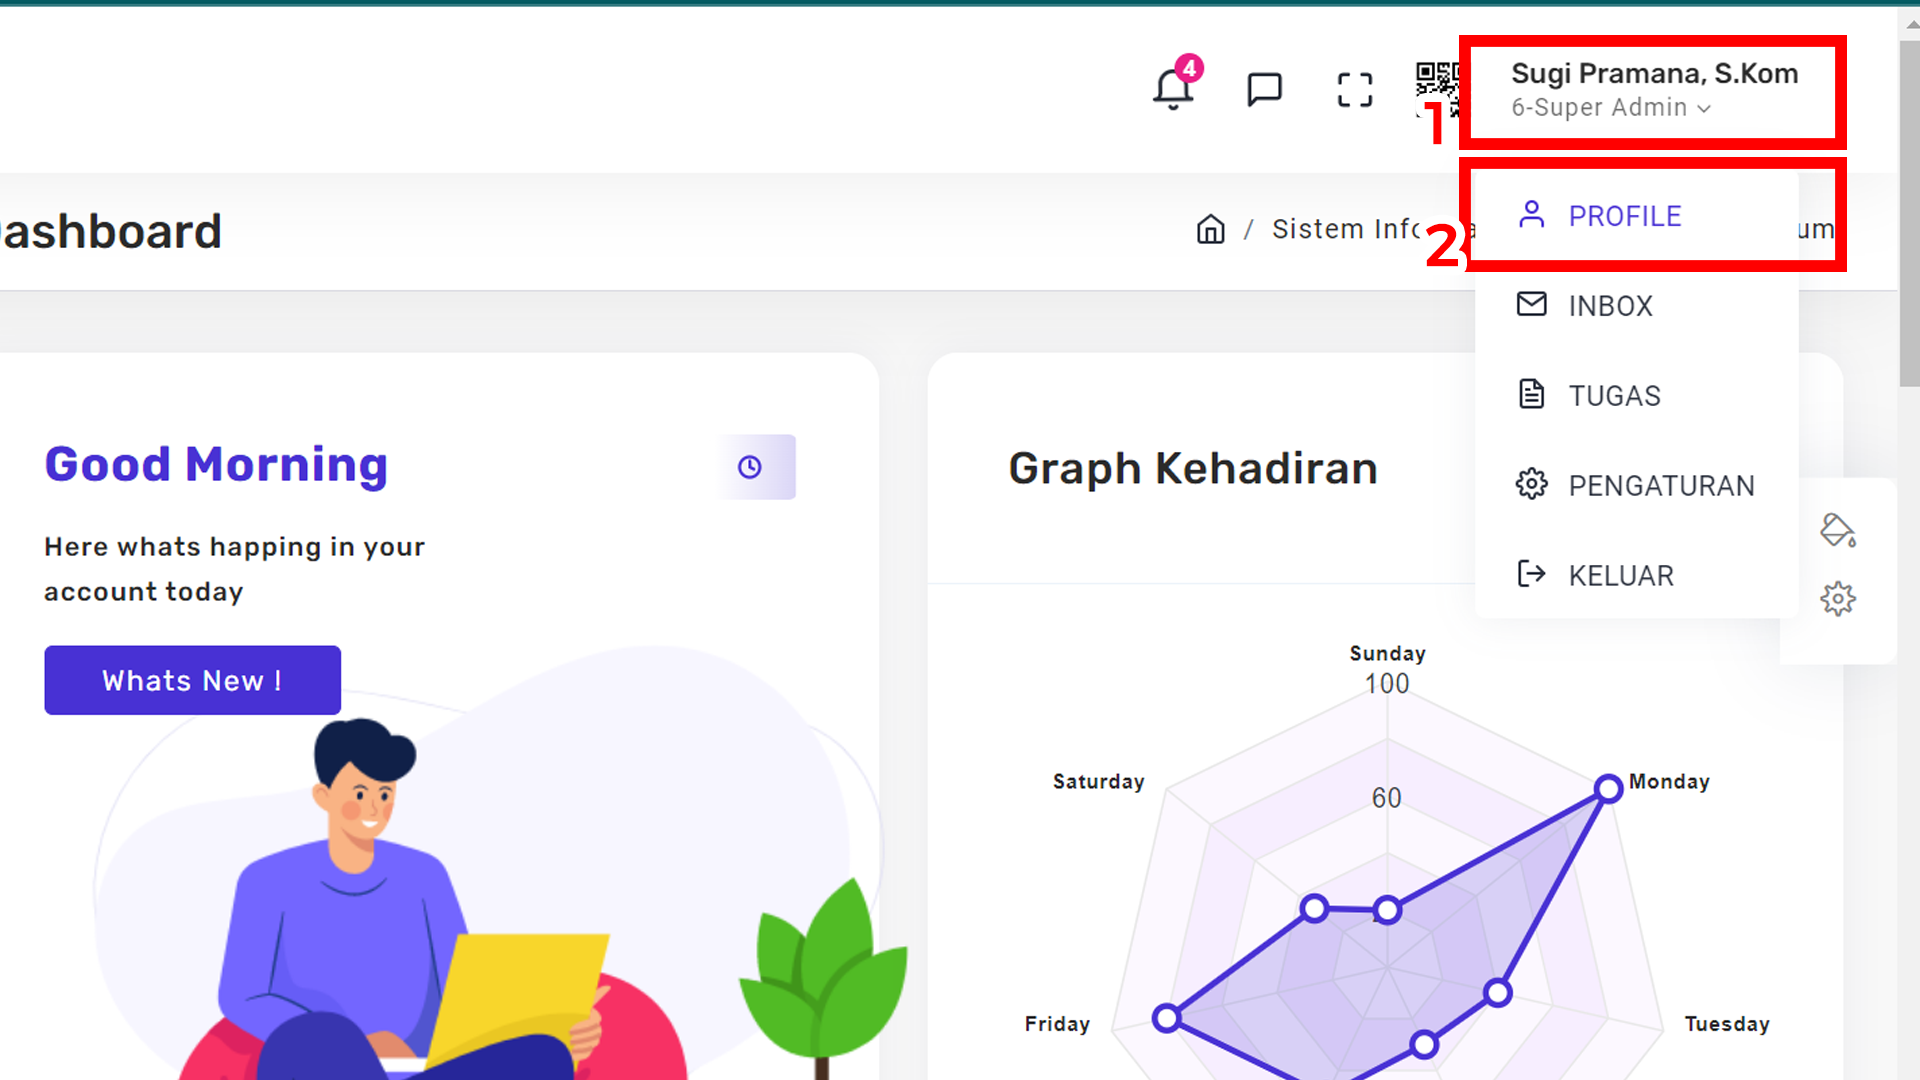 4
Sugi Pramana, S.Kom
6-Super Admin
1
ashboard
/ Sistem Info
um
2
PROFILE
INBOX
TUGAS
PENGATURAN
KELUAR
Good Morning
Here whats happing in your
account today
Whats New !
Graph Kehadiran
Sunday
100
Saturday
Monday
60
Friday
Tuesday